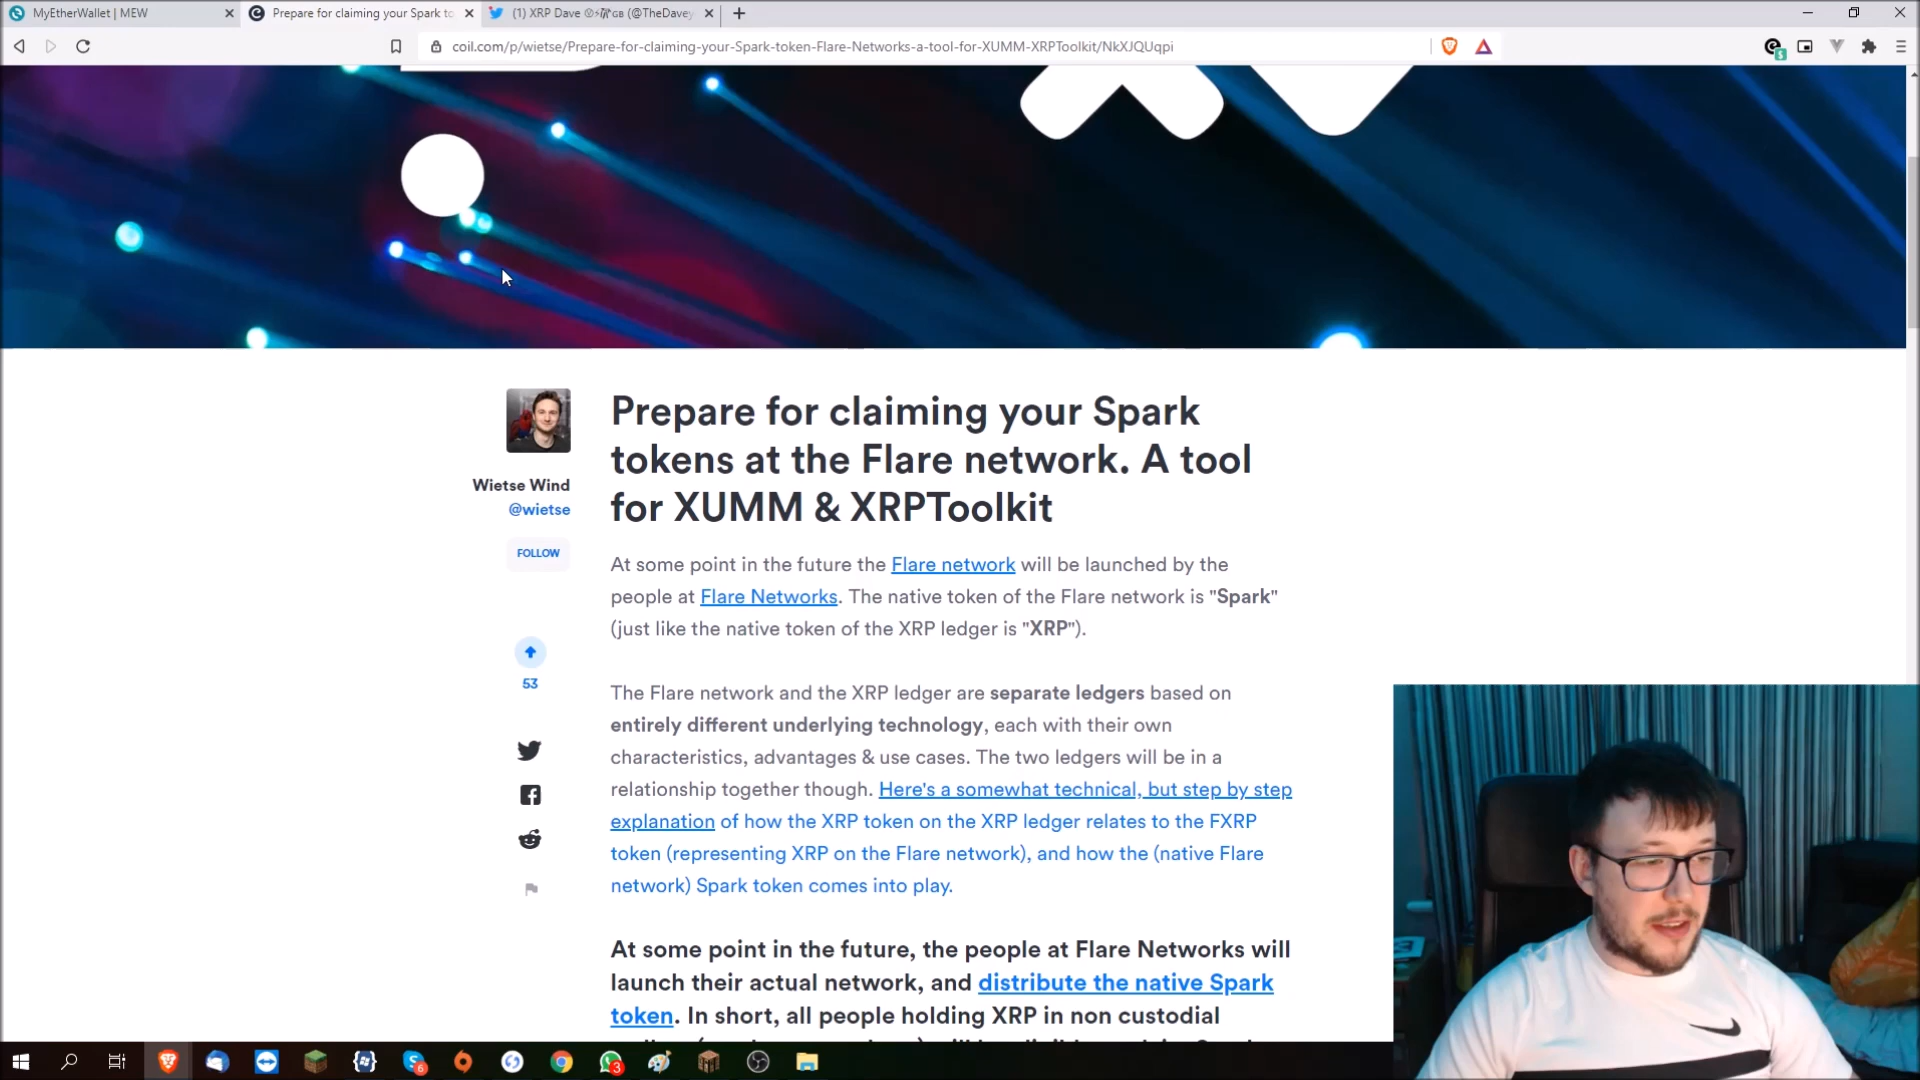 MyEtherWallet | MEW
Prepare for claiming your Spark to
(1) XRP Dave
(@TheDavey
coil.com/p/wietse/Prepare-for-claiming-your-Spark-token-Flare-Networks-a-tool-for-XUMM-XRPToolkit/NkXJQUqpi
Prepare for claiming your Spark
tokens at the Flare network. A tool
for XUMM & XRPToolkit
Wietse Wind
@wietse
FOLLOW
At some point in the future the Flare network will be launched by the
people at Flare Networks. The native token of the Flare network is "Spark"
(just like the native token of the XRP ledger is "XRP").
53
The Flare network and the XRP ledger are separate ledgers based on
entirely different underlying technology, each with their own
characteristics, advantages & use cases. The two ledgers will be in a
relationship together though. Here's a somewhat technical, but step by step
explanation of how the XRP token on the XRP ledger relates to the FXRP
token (representing XRP on the Flare network), and how the (native Flare
network) Spark token comes into play.
At some point in the future, the people at Flare Networks will
launch their actual network, and distribute the native Spark
token. In short, all people holding XRP in non custodial
6
3